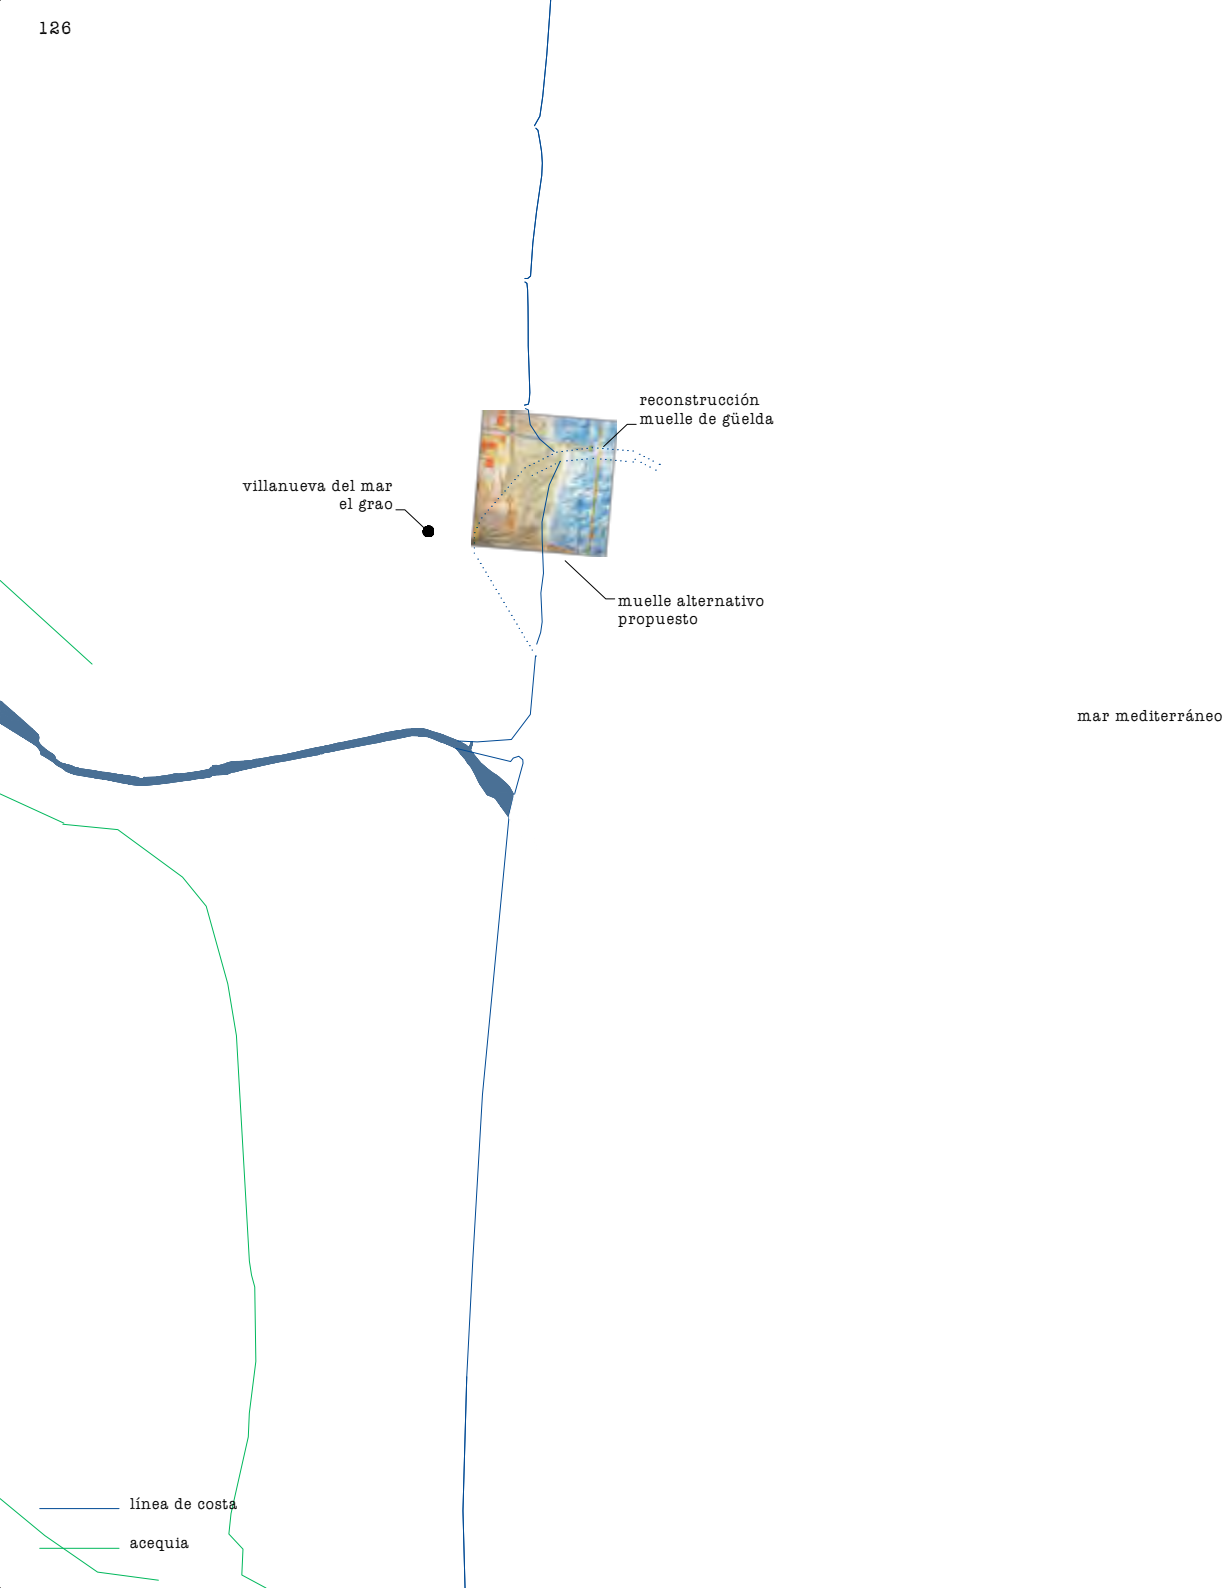 126
reconstrucción
muelle de güelda
villanueva del mar
el grao
muelle alternativo
propuesto
mar mediterráneo
línea de costa
acequia